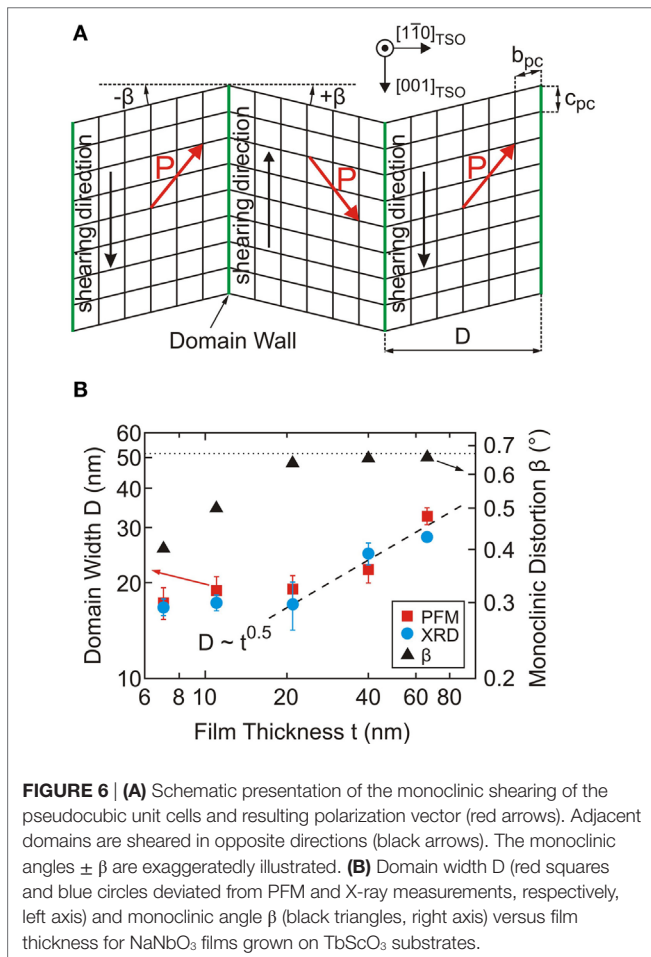 A
[11̄0]TSO
[001]TSO
bpc
cpc
-β
+β
shearing direction
P
shearing direction
P
shearing direction
P
Domain Wall
D
B
Domain Width D (nm)
60
50
40
30
20
10
0.7
0.6
0.5
0.4
0.3
0.2
Monoclinic Distortion β (°)
D ~ t^0.5
PFM
XRD
β
6 8 10 20 40 60 80
Film Thickness t (nm)
FIGURE 6 | (A) Schematic presentation of the monoclinic shearing of the
pseudocubic unit cells and resulting polarization vector (red arrows). Adjacent
domains are sheared in opposite directions (black arrows). The monoclinic
angles ± β are exaggeratedly illustrated. (B) Domain width D (red squares
and blue circles deviated from PFM and X-ray measurements, respectively,
left axis) and monoclinic angle β (black triangles, right axis) versus film
thickness for NaNbO₃ films grown on TbScO₃ substrates.